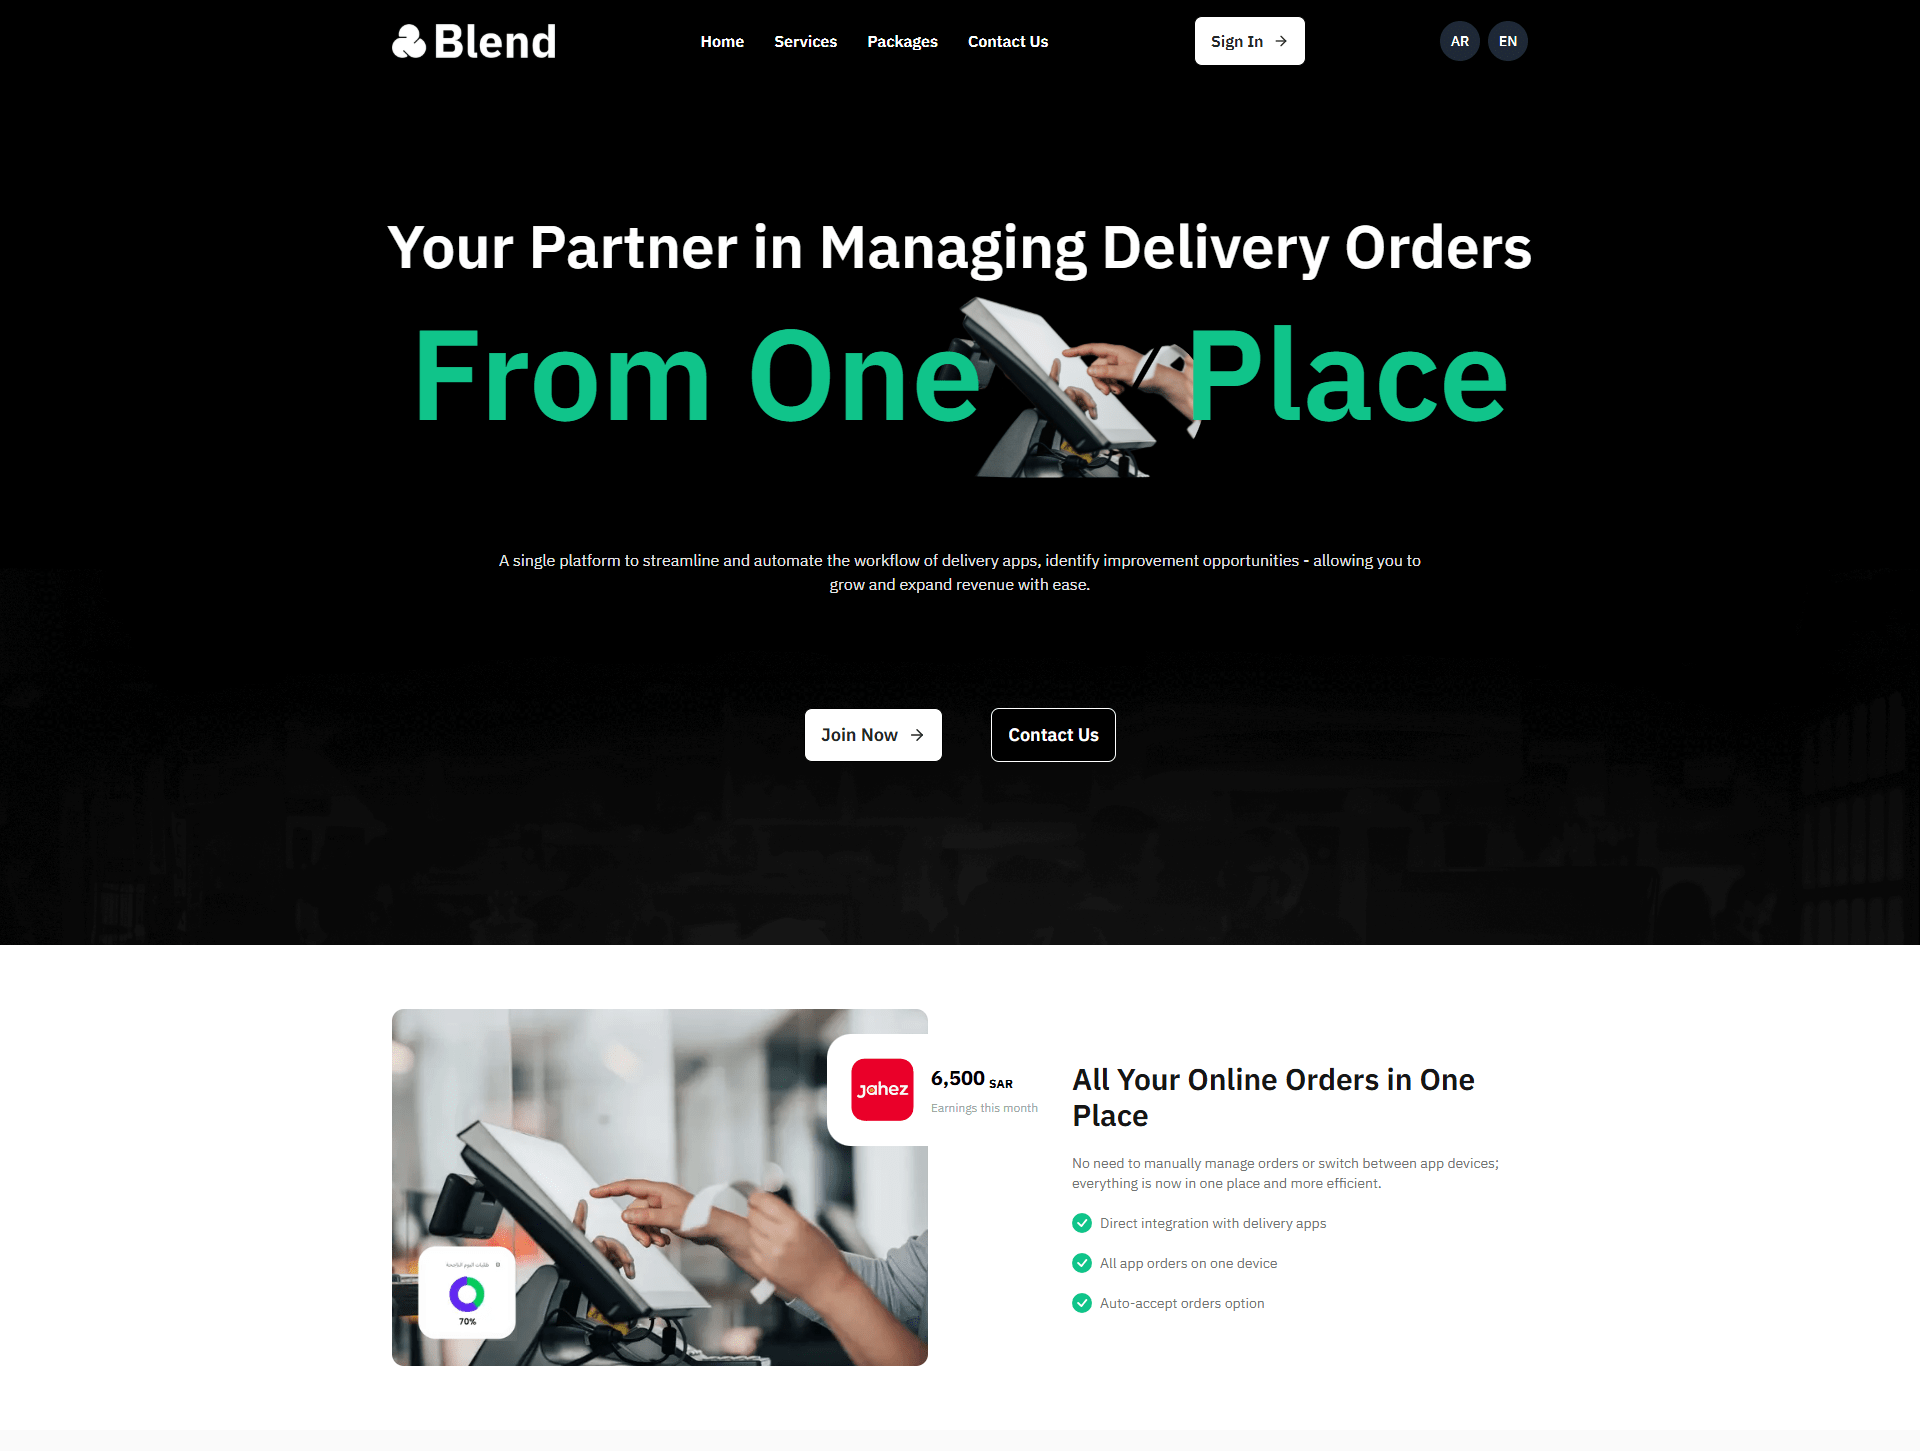 Blend
Home
Services
Packages
Contact Us
Sign In
AR
EN
Your Partner in Managing Delivery Orders
From One Place
A single platform to streamline and automate the workflow of delivery apps, identify improvement opportunities - allowing you to
grow and expand revenue with ease.
Join Now
Contact Us
jahez
6,500 SAR
Earnings this month
طلبات اليوم الناجحة
70%
All Your Online Orders in One
Place
No need to manually manage orders or switch between app devices;
everything is now in one place and more efficient.
Direct integration with delivery apps
All app orders on one device
Auto-accept orders option